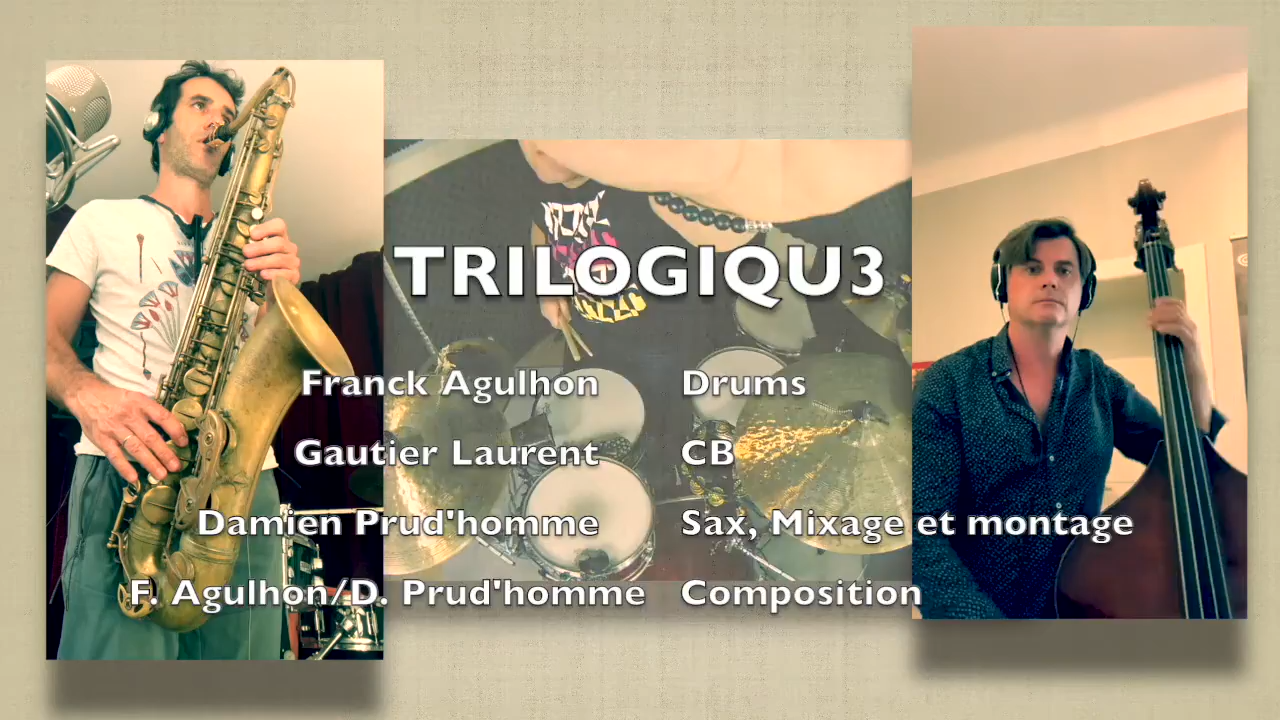 TRILOGIQU3
Franck Agulhon Drums
Gautier Laurent CB
Damien Prud'homme Sax, Mixage et montage
F. Agulhon/D. Prud'homme Composition